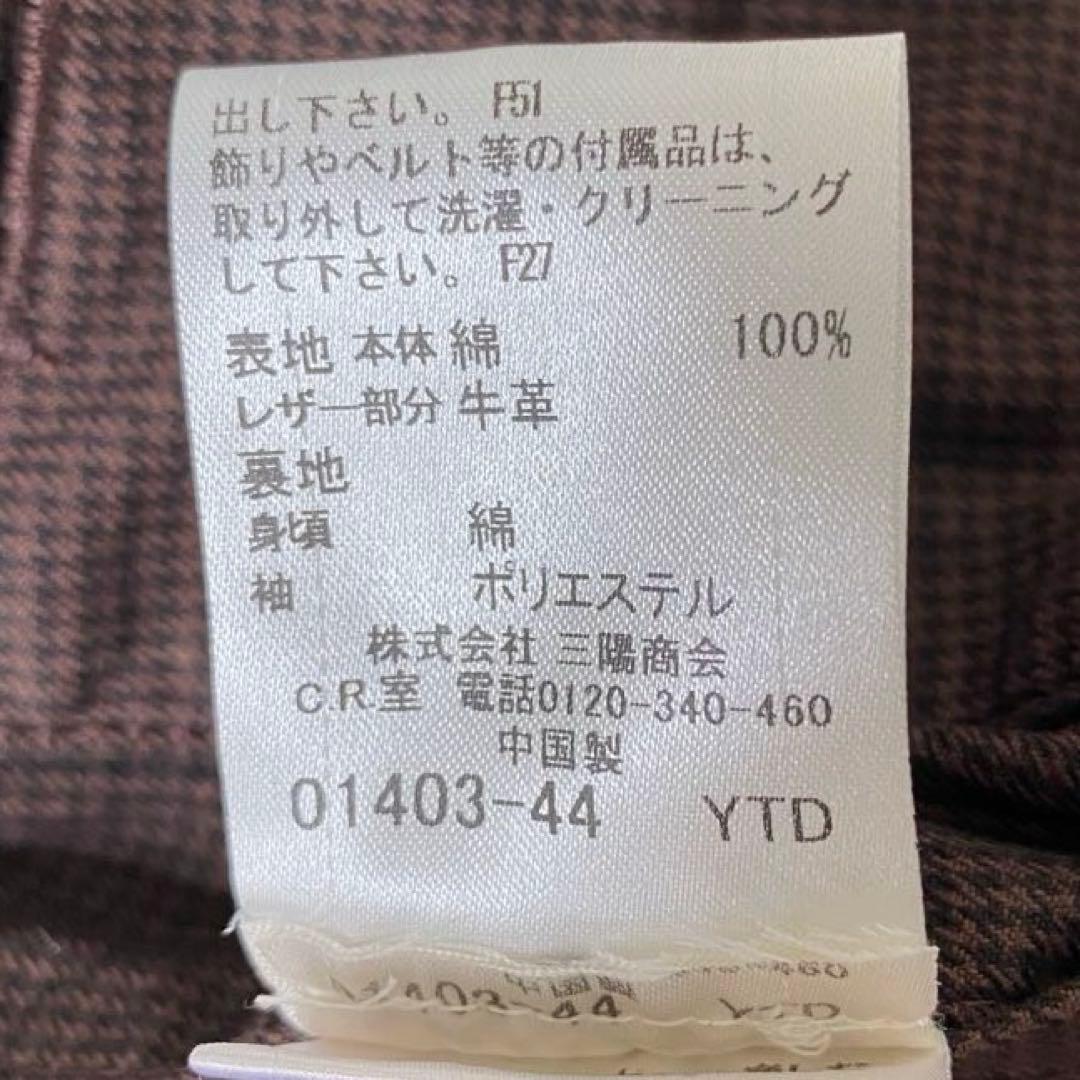 出し下さい。 F51
飾りやベルト等の付属品は、
取り外して洗濯・クリーニング
して下さい。 F27
表地 本体 綿 100%
レザー部分 牛革
裏地
身頃 綿
袖 ポリエステル
株式会社 三陽商会
C.R.室 電話0120-340-460
中国製
01403-44 YTD